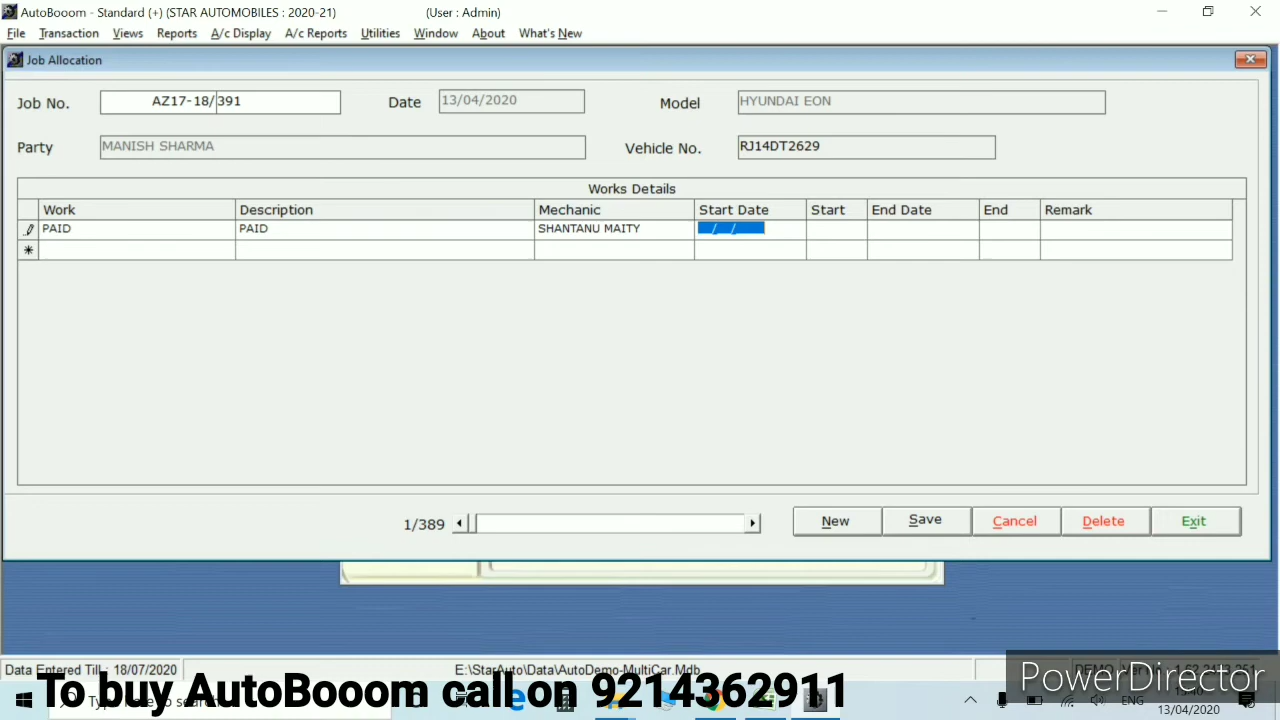 AutoBooom - Standard (+) (STAR AUTOMOBILES : 2020-21) (User : Admin)
File Transaction Views Reports A/c Display A/c Reports Utilities Window About What's New
Job Allocation
Job No. AZ17-18/391 Date 13/04/2020 Model HYUNDAI EON
Party MANISH SHARMA Vehicle No. RJ14DT2629
Works Details
Work Description Mechanic Start Date Start End Date End Remark
PAID PAID SHANTANU MAITY / /
1/389 New Save Cancel Delete Exit
Data Entered Till : 18/07/2020 E:\StarAuto\Data\AutoDemo-MultiCar.Mdb DEMO
To buy AutoBooom call on 9214362911
PowerDirector
ENG
13/04/2020